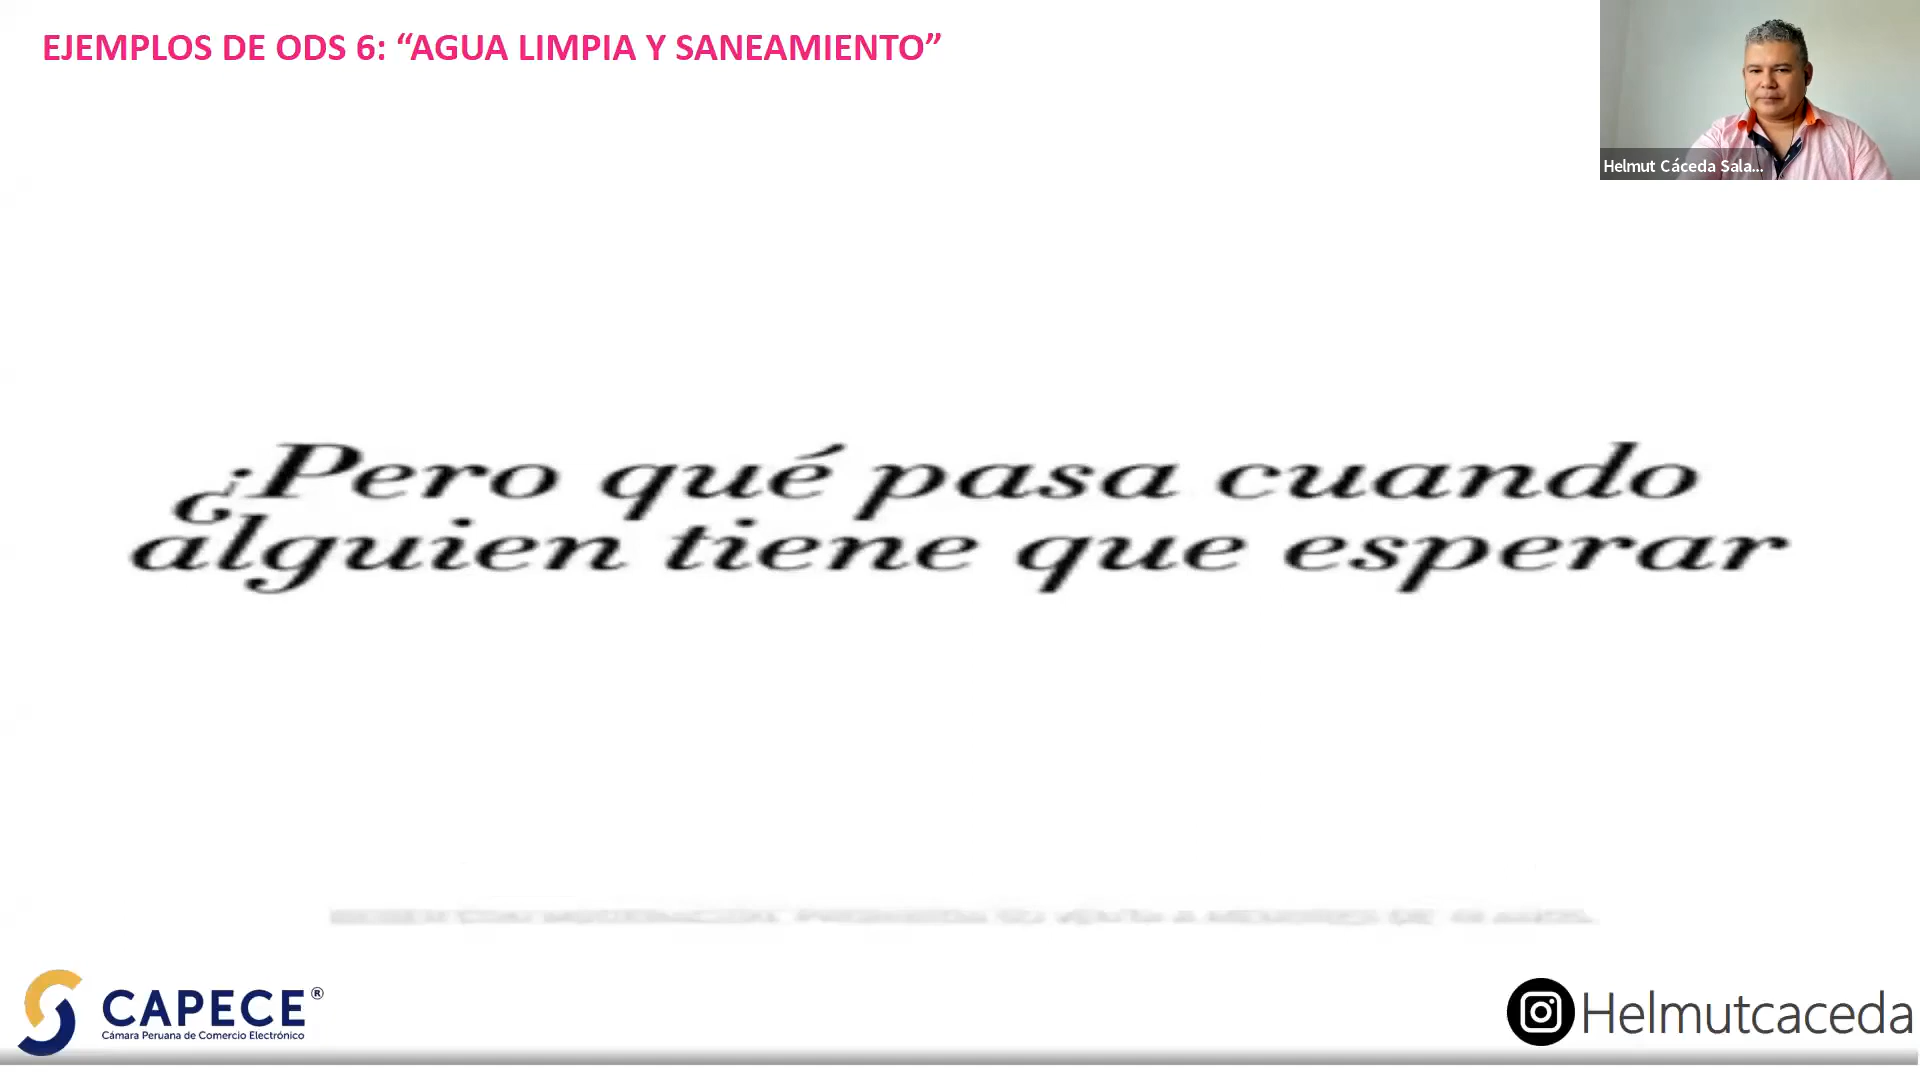 EJEMPLOS DE ODS 6: “AGUA LIMPIA Y SANEAMIENTO”
Helmut Cáceda Sala...
¿Pero qué pasa cuando
alguien tiene que esperar
CAPECE®
Cámara Peruana de Comercio Electrónico
Helmutcaceda